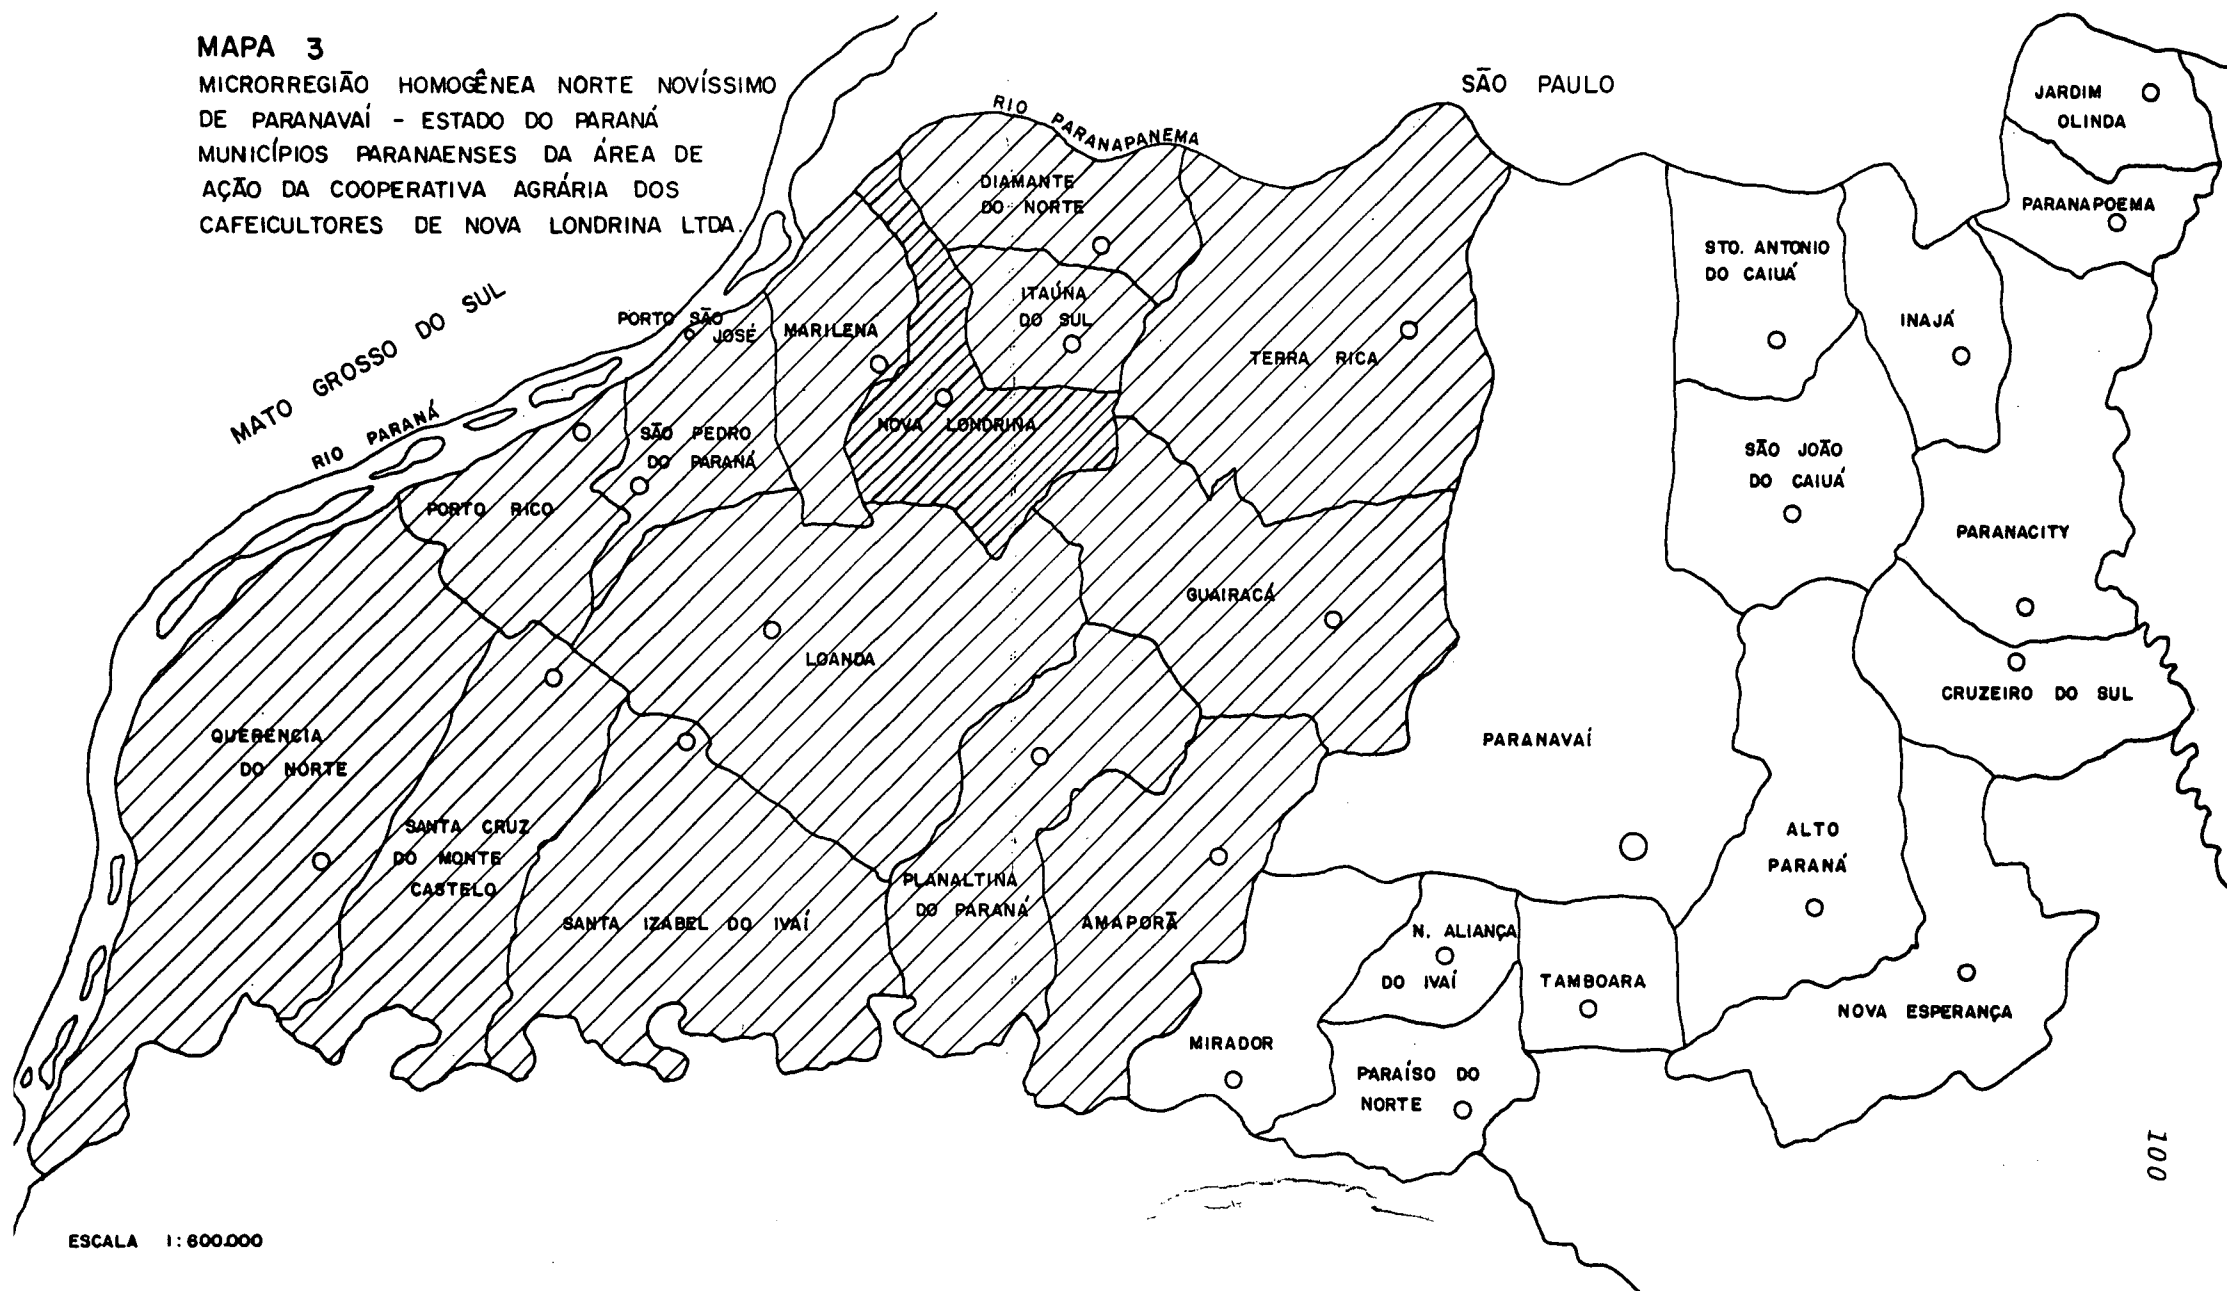 MAPA 3
MICRORREGIÃO HOMOGÊNEA NORTE NOVÍSSIMO
DE PARANAVAÍ - ESTADO DO PARANÁ
MUNICÍPIOS PARANAENSES DA ÁREA DE
AÇÃO DA COOPERATIVA AGRÁRIA DOS
CAFEICULTORES DE NOVA LONDRINA LTDA.
SÃO PAULO
RIO PARANAPANEMA
MATO GROSSO DO SUL
RIO PARANÁ
JARDIM
OLINDA
PARANAPOEMA
DIAMANTE
DO NORTE
STO. ANTONIO
DO CAIUÁ
ITAÚNA
DO SUL
INAJÁ
PORTO SÃO
JOSÉ
MARILENA
TERRA RICA
NOVA LONDRINA
SÃO PEDRO
DO PARANÁ
SÃO JOÃO
DO CAIUÁ
PORTO RICO
PARANACITY
GUAIRACÁ
LOANDA
CRUZEIRO DO SUL
QUERÊNCIA
DO NORTE
PARANAVAÍ
SANTA CRUZ
DO MONTE
CASTELO
ALTO
PARANÁ
PLANALTINA
DO PARANÁ
SANTA IZABEL DO IVAÍ
AMAPORÃ
N. ALIANÇA
DO IVAÍ
TAMBOARA
NOVA ESPERANÇA
MIRADOR
PARAÍSO DO
NORTE
100
ESCALA 1:600.000